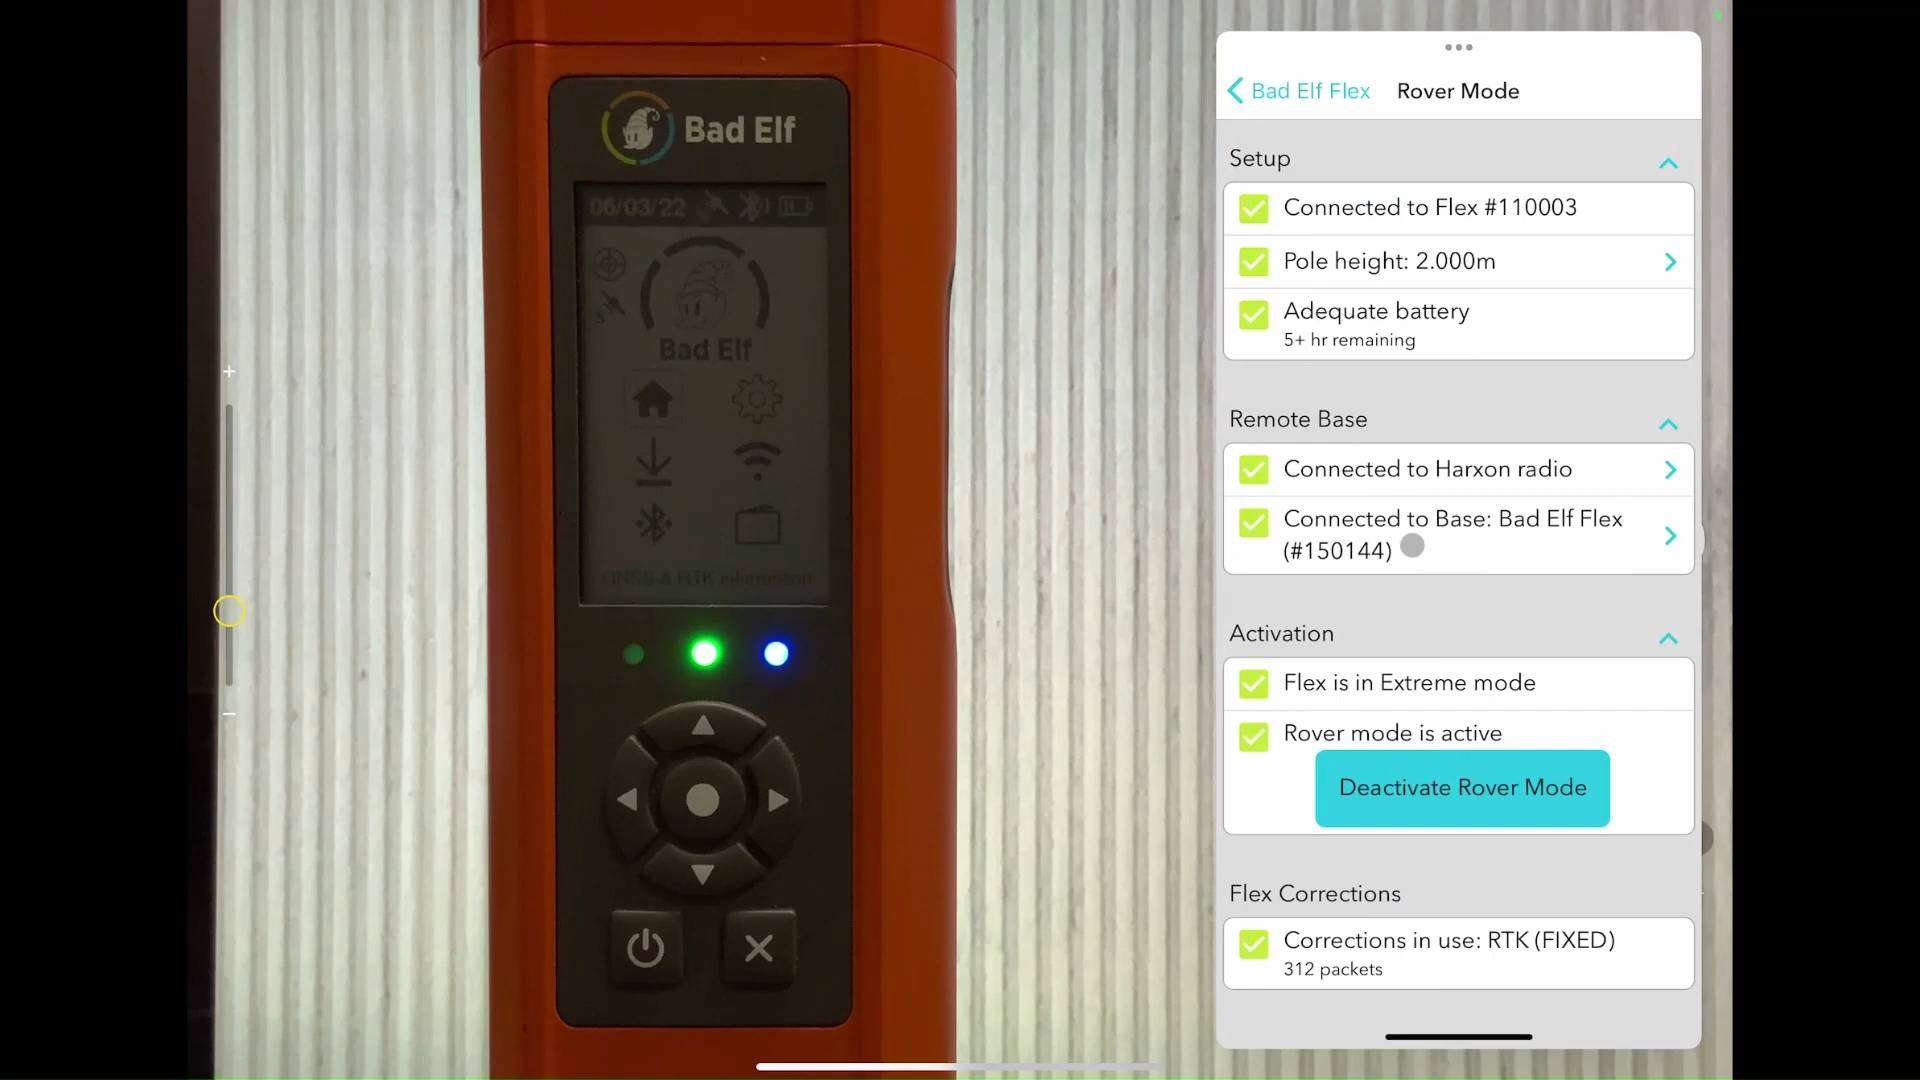 Bad Elf
06/03/22
Bad Elf
GNSS & RTK Information
Bad Elf Flex
Rover Mode
Setup
Connected to Flex #110003
Pole height: 2.000m
Adequate battery
5+ hr remaining
Remote Base
Connected to Harxon radio
Connected to Base: Bad Elf Flex
(#150144)
Activation
Flex is in Extreme mode
Rover mode is active
Deactivate Rover Mode
Flex Corrections
Corrections in use: RTK (FIXED)
312 packets